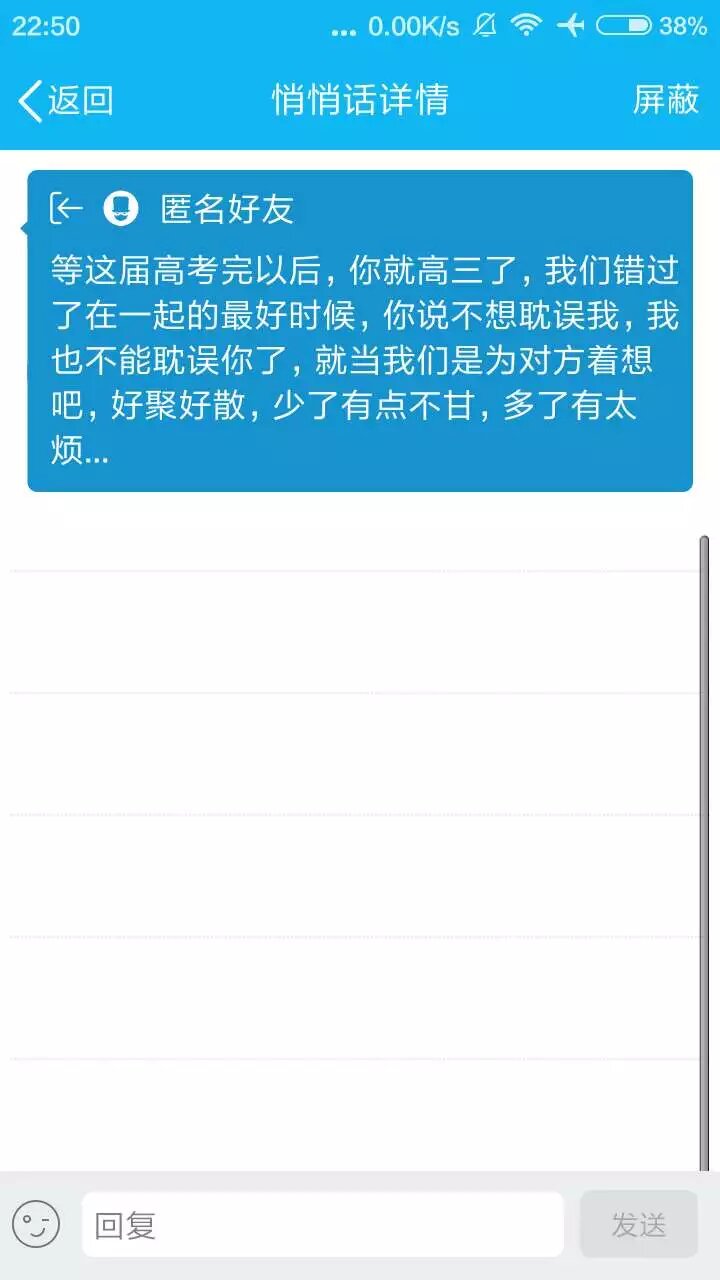 22:50 ... 0.00K/s 38%
返回 悄悄话详情 屏蔽
匿名好友
等这届高考完以后，你就高三了，我们错过
了在一起的最好时候，你说不想耽误我，我
也不能耽误你了，就当我们是为对方着想
吧，好聚好散，少了有点不甘，多了有太
烦...
回复 发送